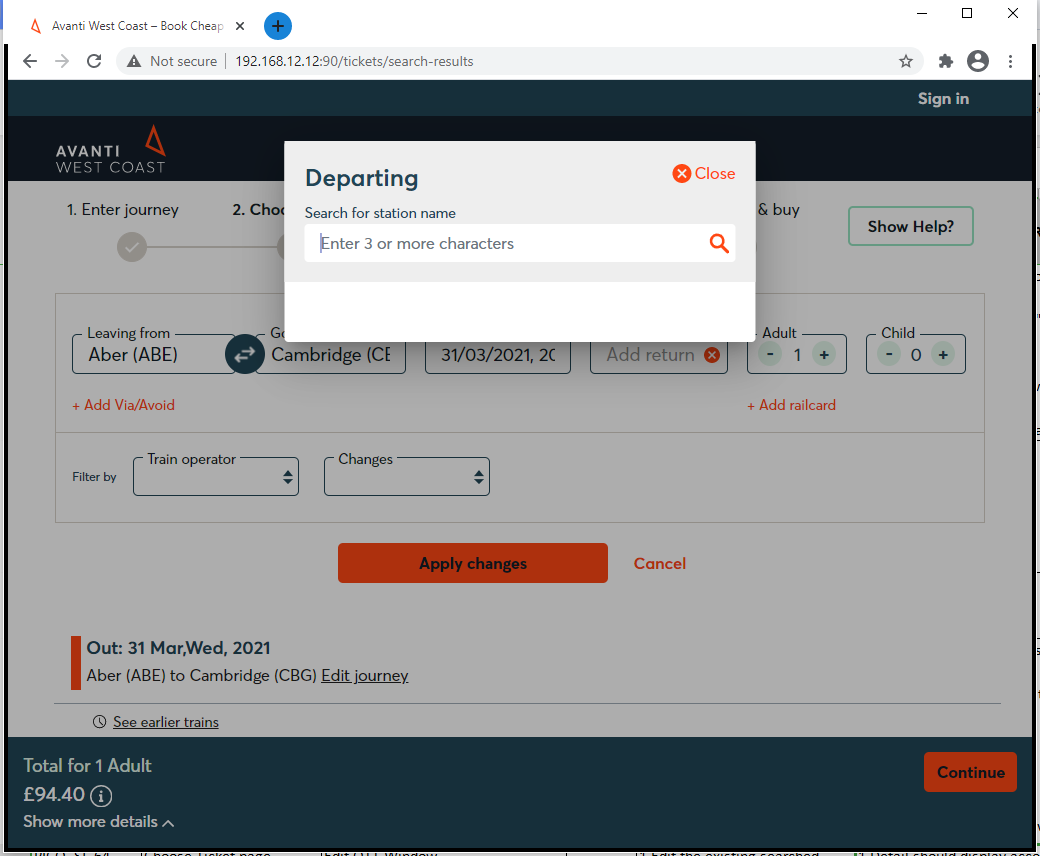 Avanti West Coast – Book Cheap
Not secure
192.168.12.12:90/tickets/search-results
Sign in
AVANTI
WEST COAST
Departing
Close
1. Enter journey
2. Choo
& buy
Show Help?
Search for station name
Enter 3 or more characters
Leaving from
Aber (ABE)
Go
Cambridge (CB
31/03/2021, 20
Add return
Adult
- 1 +
Child
- 0 +
+ Add Via/Avoid
+ Add railcard
Filter by
Train operator
Changes
Apply changes
Cancel
Out: 31 Mar,Wed, 2021
Aber (ABE) to Cambridge (CBG) Edit journey
See earlier trains
Total for 1 Adult
£94.40
Show more details
Continue